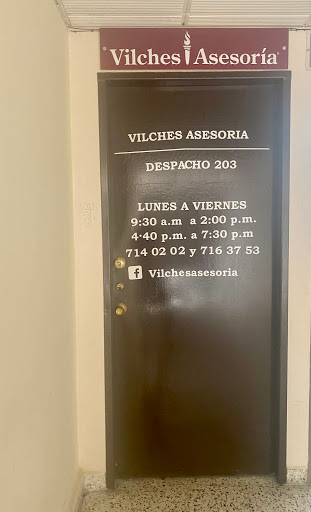 Vilches Asesoría
VILCHES ASESORIA
DESPACHO 203
LUNES A VIERNES
9:30 a.m a 2:00 p.m.
4:40 p.m. a 7:30 p.m
714 02 02 y 716 37 53
f Vilchesasesoria